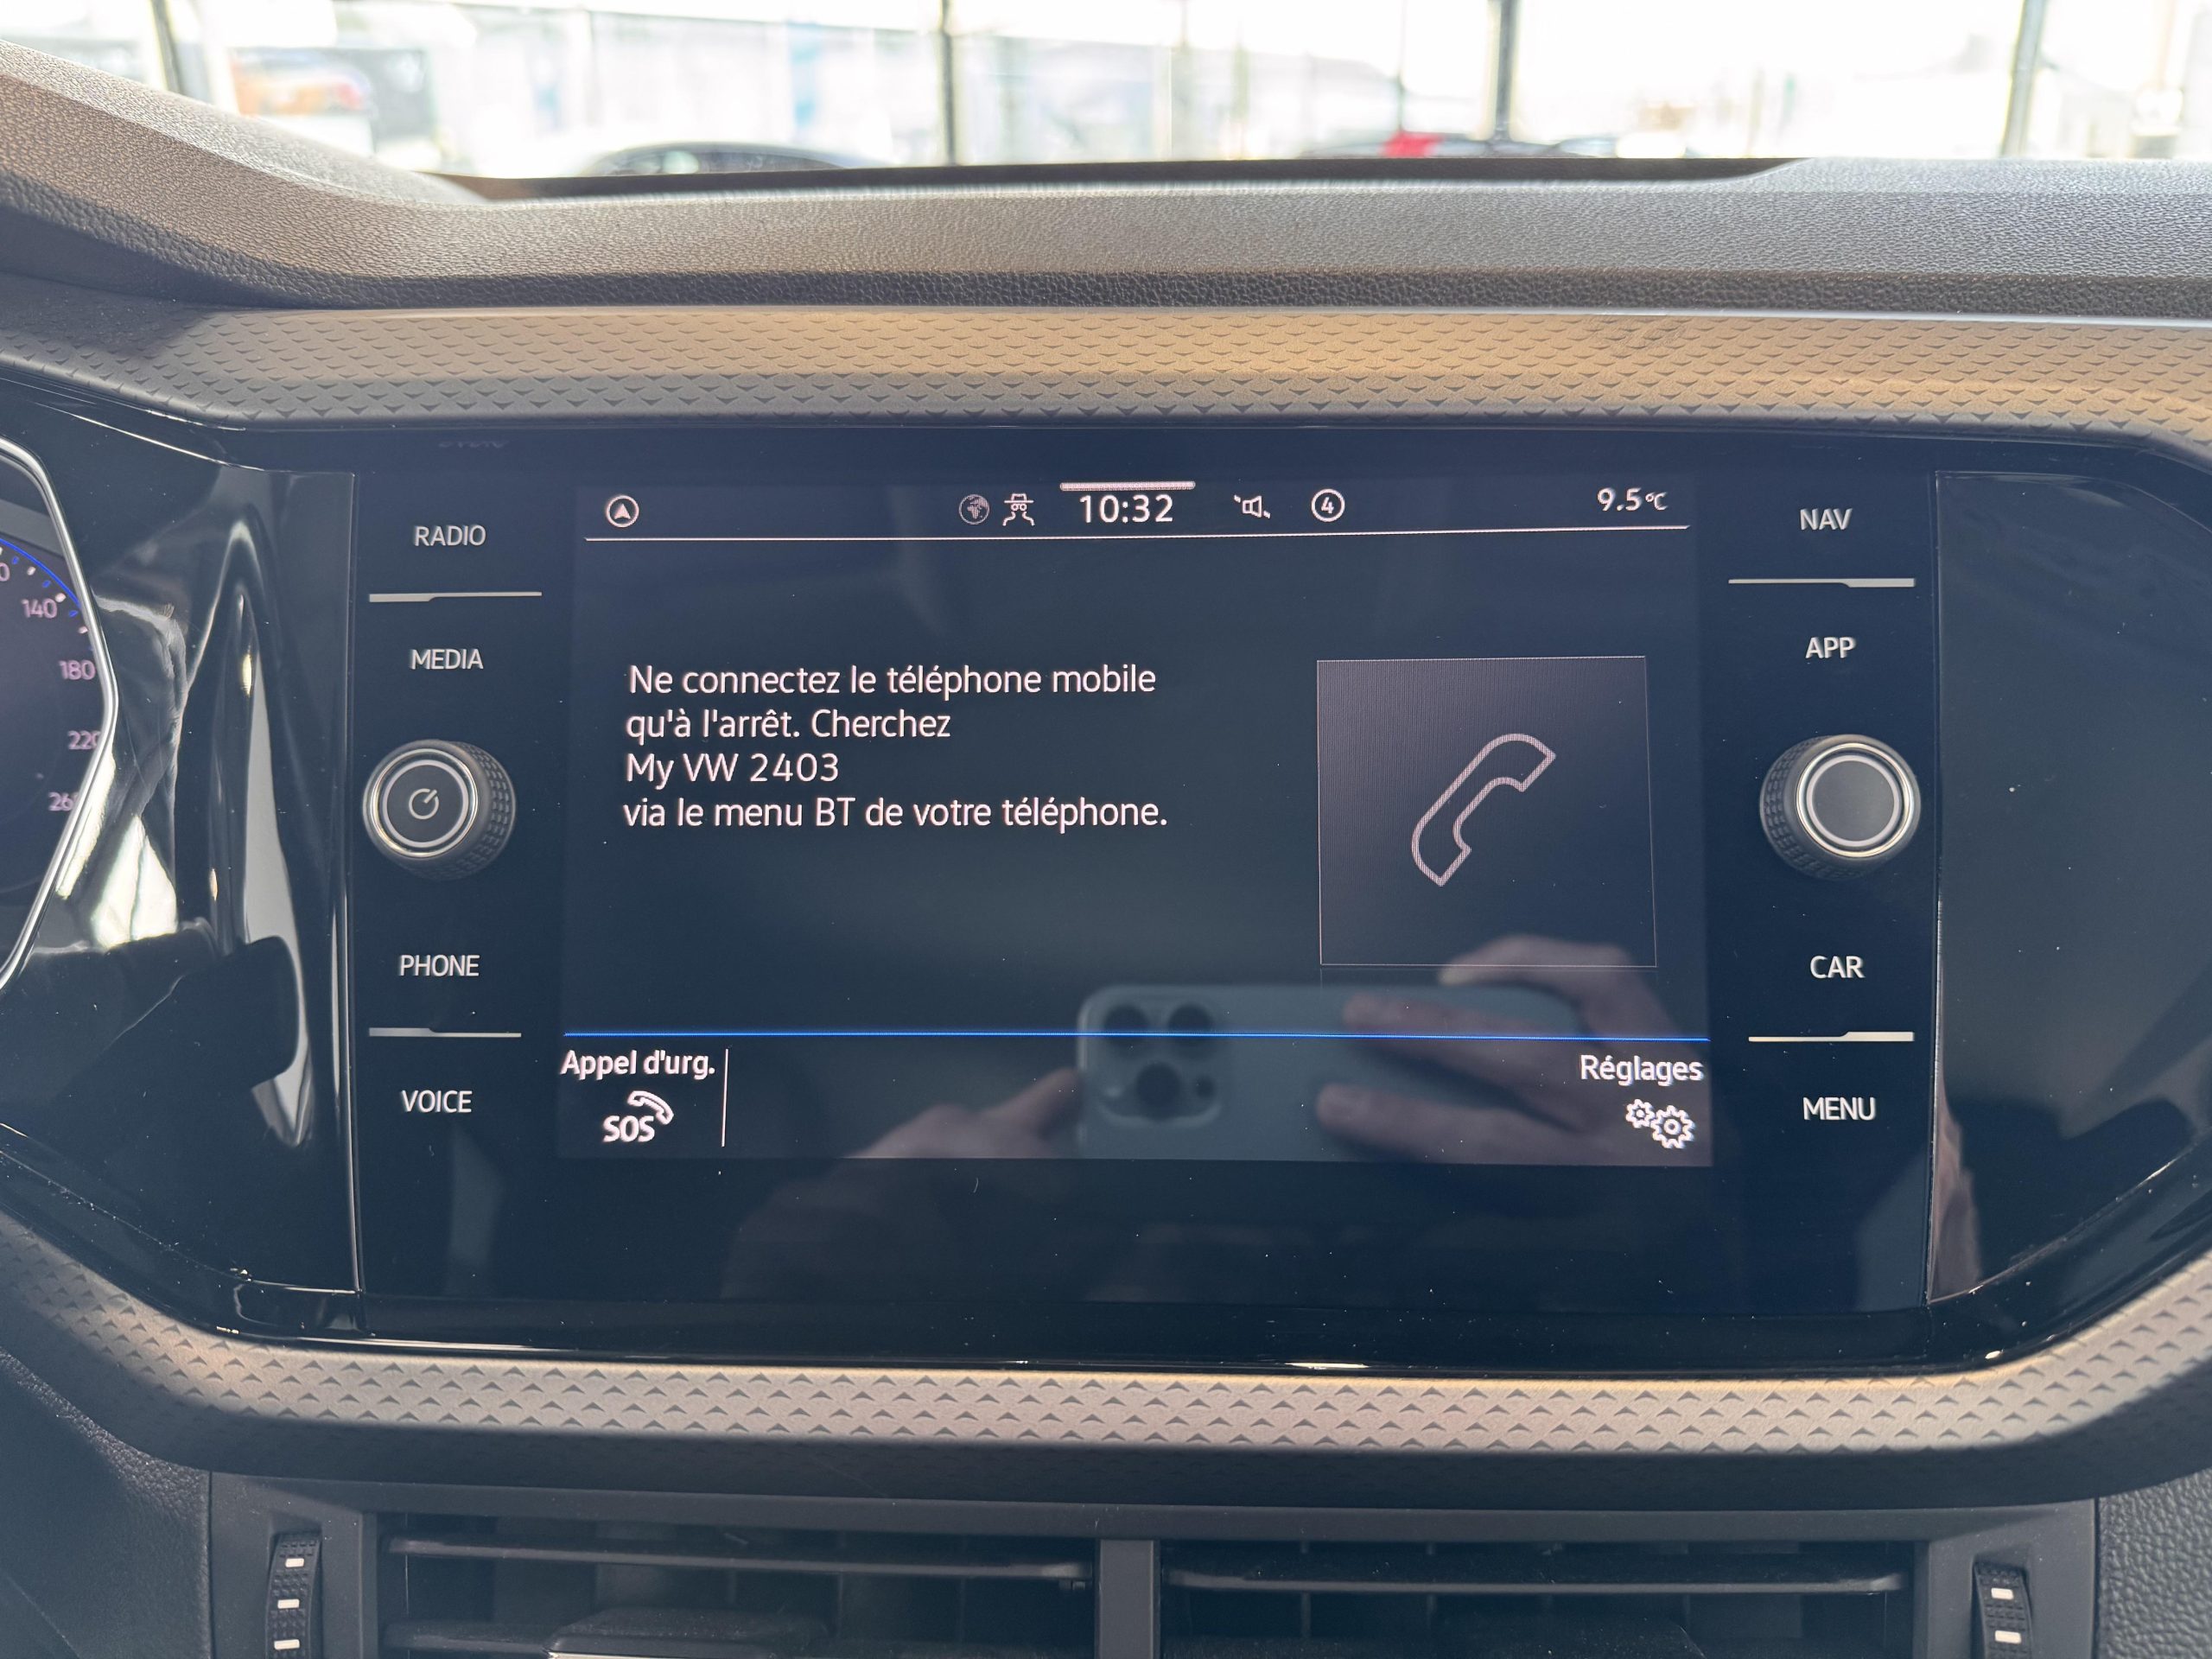 10:32
4
9.5°C
RADIO
MEDIA
PHONE
VOICE
Ne connectez le téléphone mobile
qu'à l'arrêt. Cherchez
My VW 2403
via le menu BT de votre téléphone.
Appel d'urg.
SOS
Réglages
NAV
APP
CAR
MENU
140
180